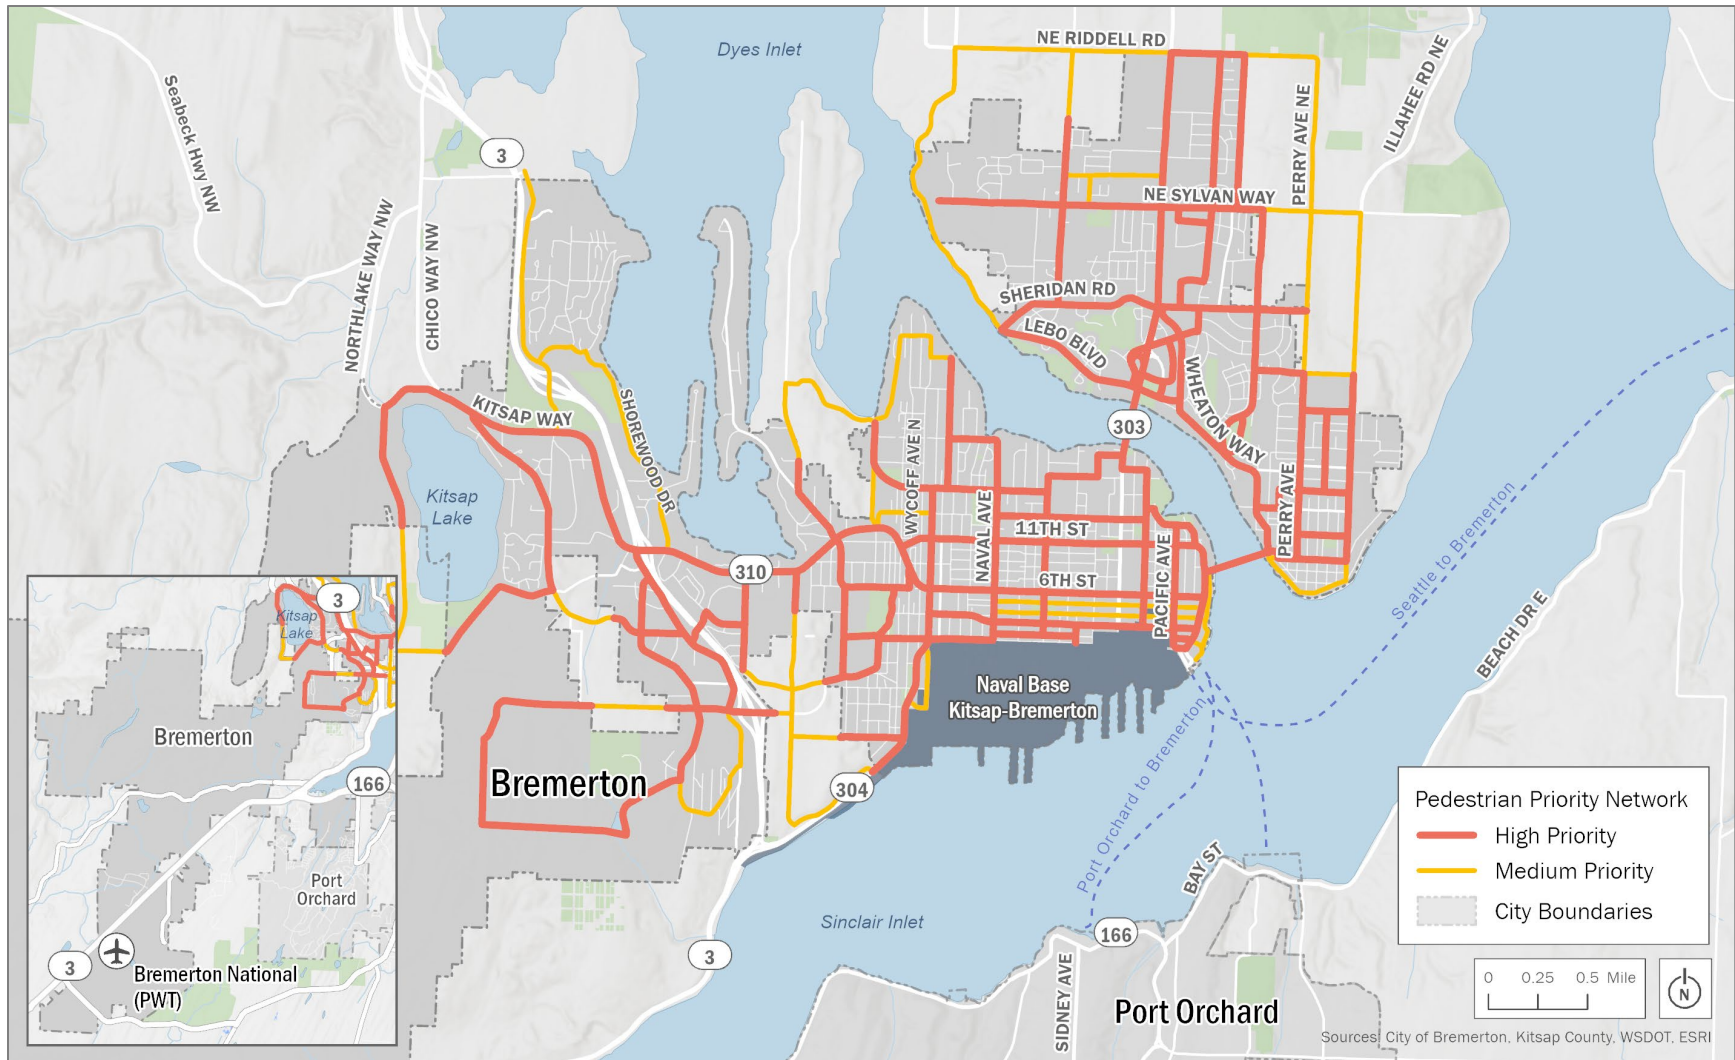 Dyes Inlet
NE RIDDELL RD
Seabeck Hwy NW
3
PERRY AVE NE
ILLAHEE RD NE
NE SYLVAN WAY
NORTHLAKE WAY NW
CHICO WAY NW
SHERIDAN RD
LEBO BLVD
KITSAP WAY
SHOREWOOD DR
WHEATON WAY
303
WYCOFF AVE N
Kitsap
Lake
NAVAL AVE
11TH ST
PERRY AVE
PACIFIC AVE
310
6TH ST
Seattle to Bremerton
BEACH DR E
Naval Base
Kitsap-Bremerton
Port Orchard to Bremerton
Bremerton
304
BAY ST
Sinclair Inlet
166
3
SIDNEY AVE
Port Orchard
3
Kitsap
Lake
Bremerton
166
Port
Orchard
3
Bremerton National
(PWT)
Pedestrian Priority Network
High Priority
Medium Priority
City Boundaries
0 0.25 0.5 Mile
N
Sources: City of Bremerton, Kitsap County, WSDOT, ESRI